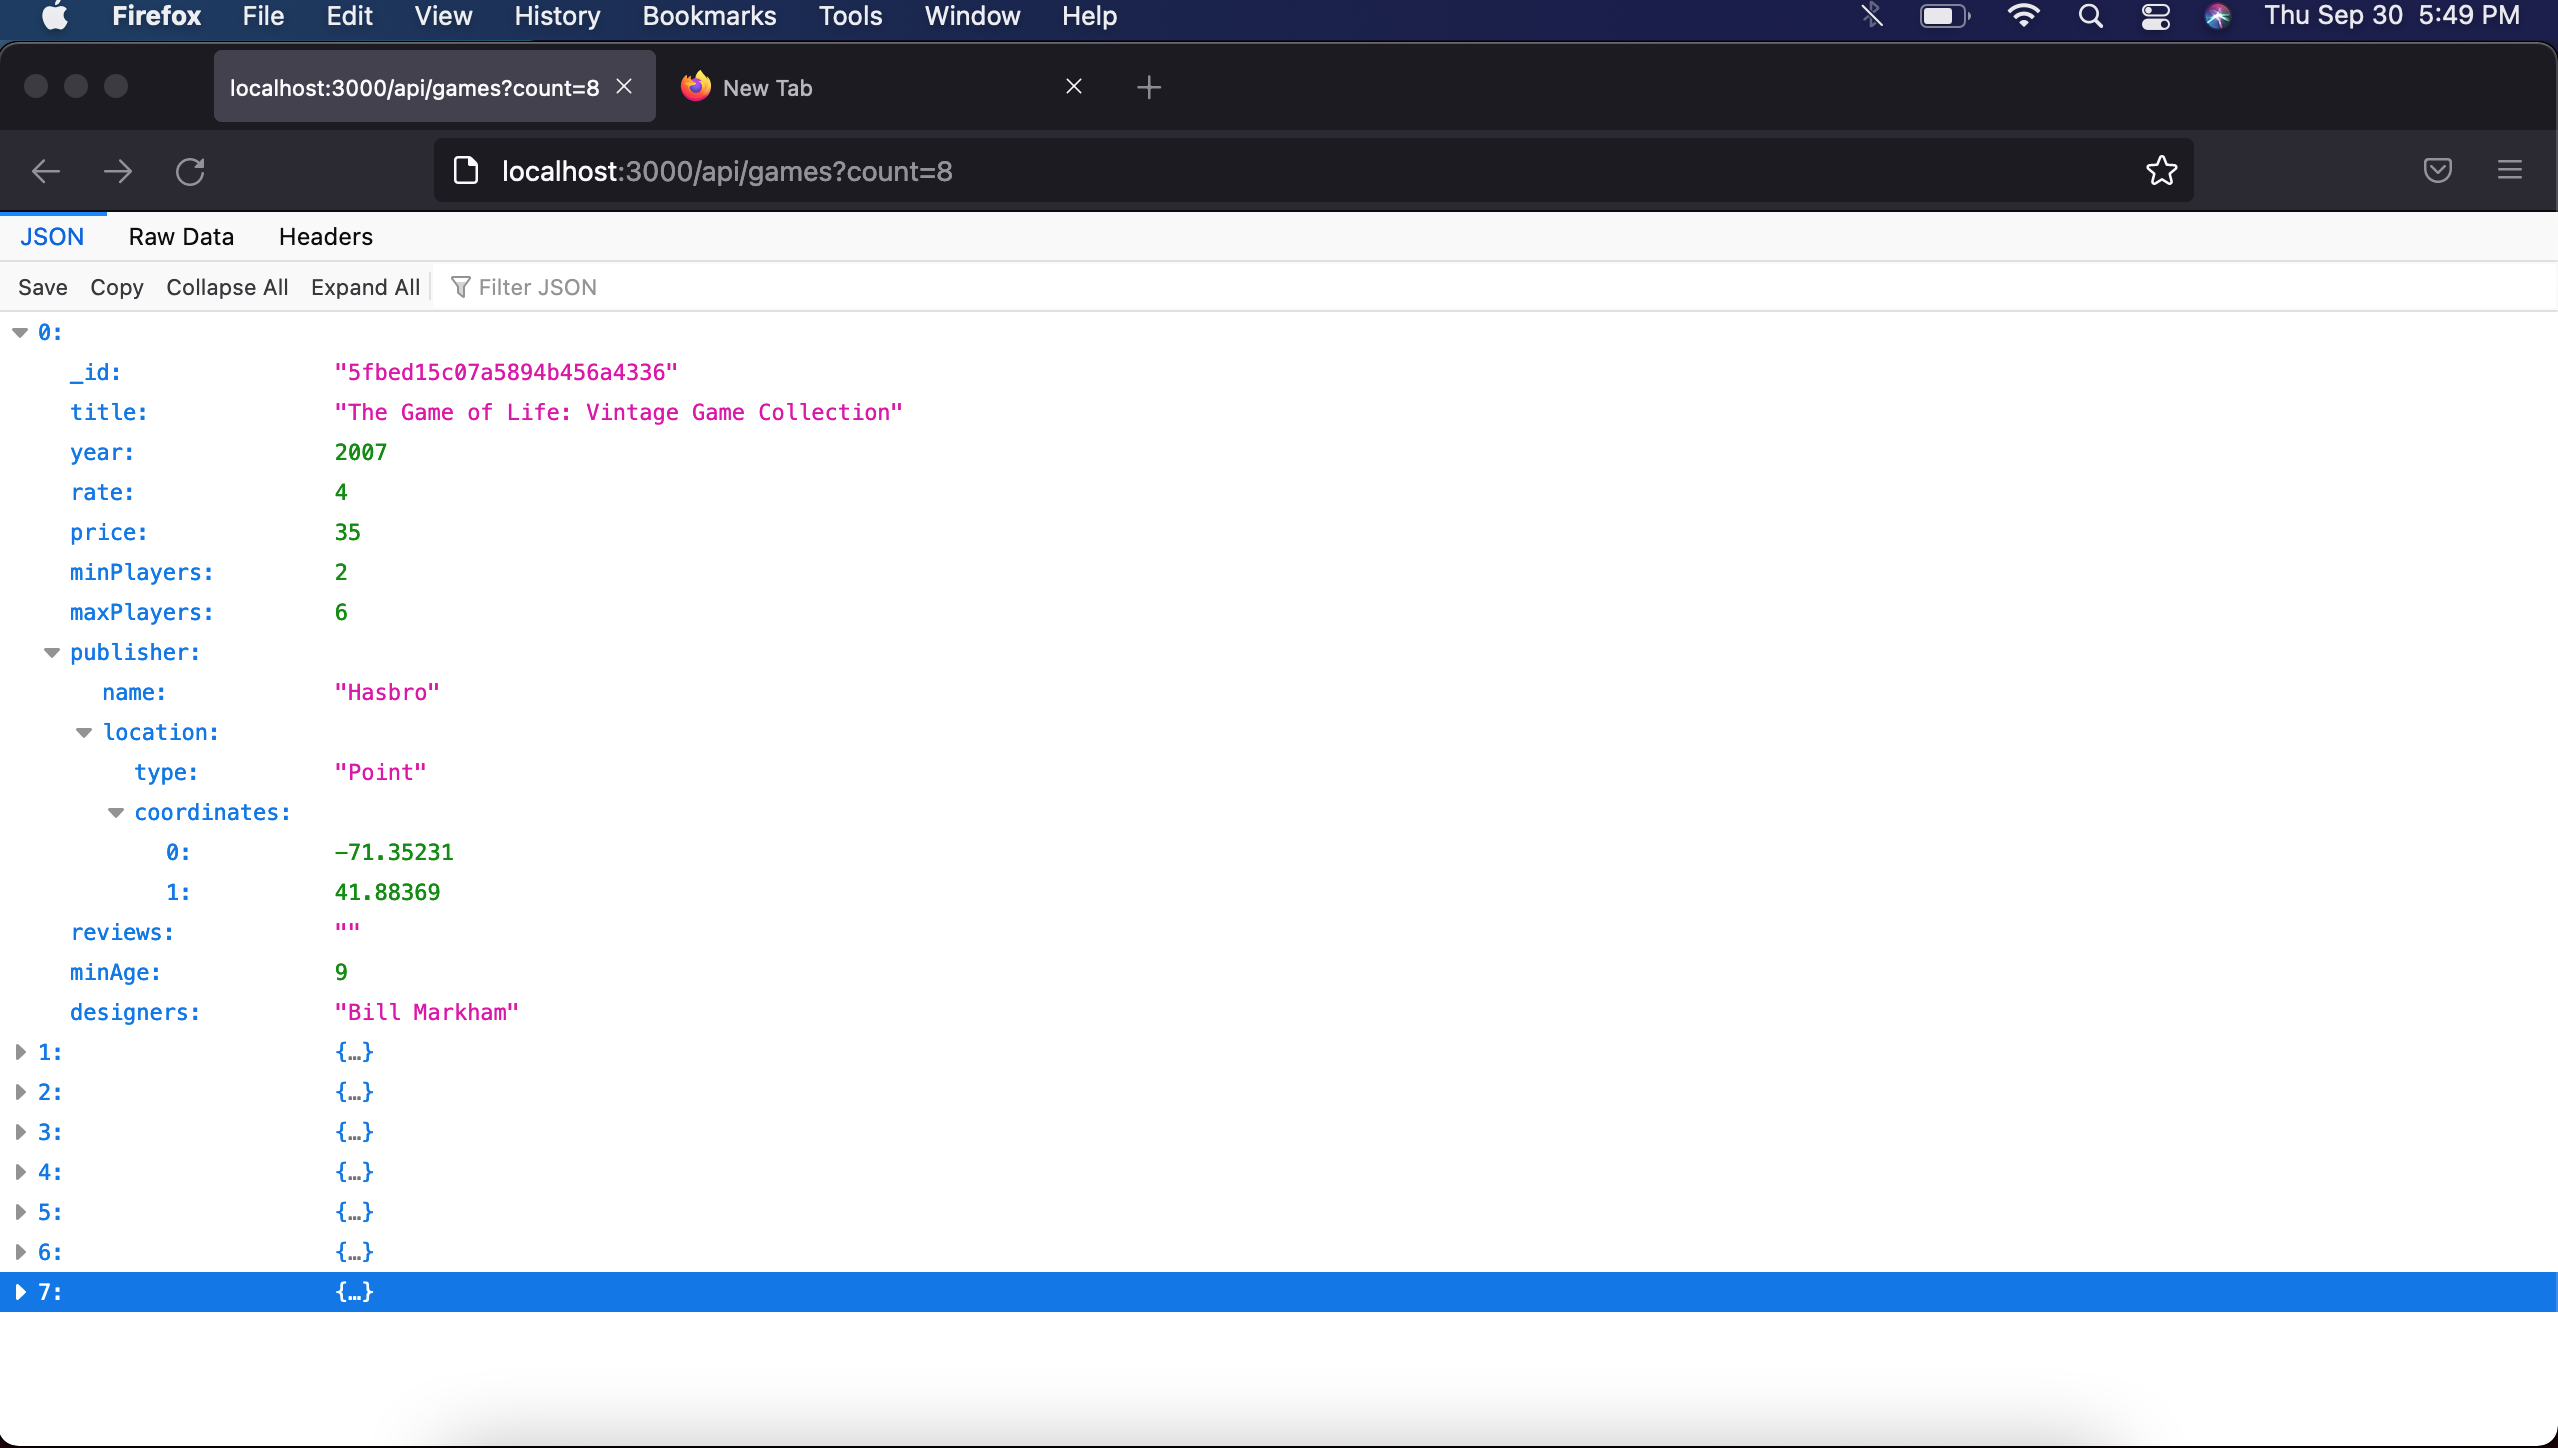 Firefox File Edit View History Bookmarks Tools Window Help Thu Sep 30 5:49 PM
localhost:3000/api/games?count=8 New Tab
localhost:3000/api/games?count=8
JSON Raw Data Headers
Save Copy Collapse All Expand All Filter JSON
0:
_id: "5fbed15c07a5894b456a4336"
title: "The Game of Life: Vintage Game Collection"
year: 2007
rate: 4
price: 35
minPlayers: 2
maxPlayers: 6
publisher:
name: "Hasbro"
location:
type: "Point"
coordinates:
0: -71.35231
1: 41.88369
reviews: ""
minAge: 9
designers: "Bill Markham"
1: {…}
2: {…}
3: {…}
4: {…}
5: {…}
6: {…}
7: {…}